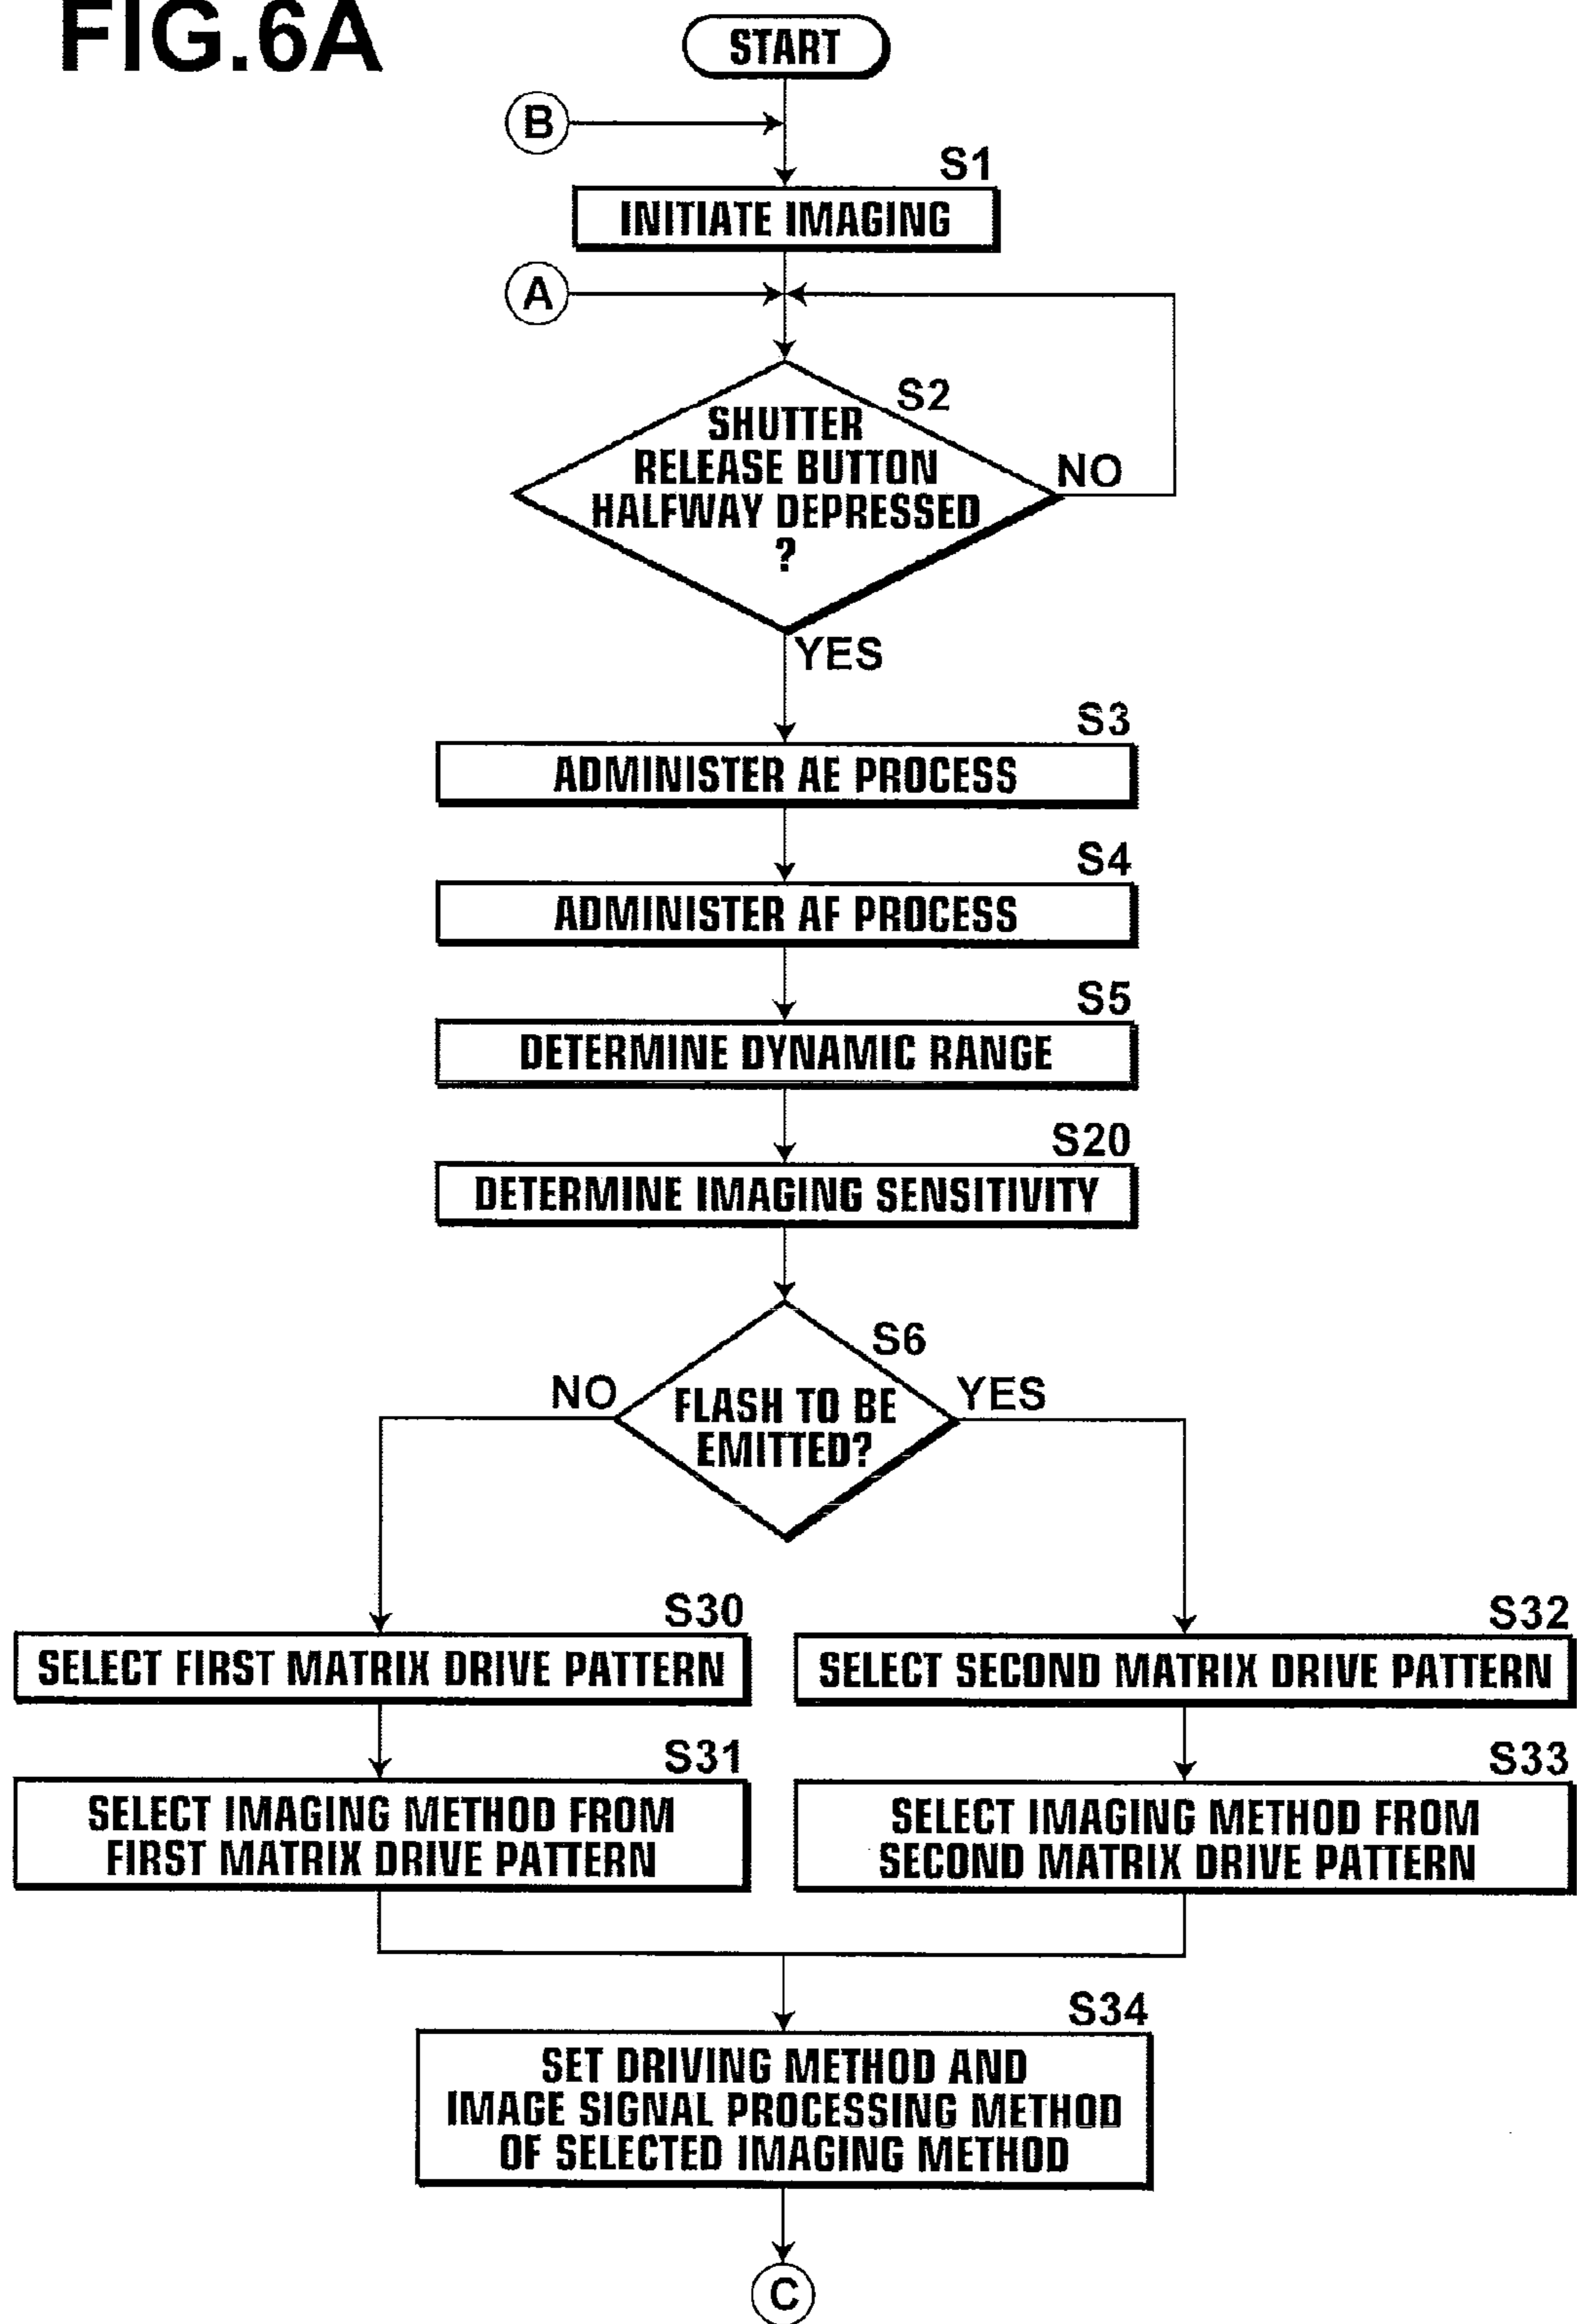 FIG.6A
START
B
S1
INITIATE IMAGING
A
S2
SHUTTER
RELEASE BUTTON
HALFWAY DEPRESSED
?
NO
YES
S3
ADMINISTER AE PROCESS
S4
ADMINISTER AF PROCESS
S5
DETERMINE DYNAMIC RANGE
S20
DETERMINE IMAGING SENSITIVITY
S6
NO
FLASH TO BE
EMITTED?
YES
S30
SELECT FIRST MATRIX DRIVE PATTERN
S32
SELECT SECOND MATRIX DRIVE PATTERN
S31
SELECT IMAGING METHOD FROM
FIRST MATRIX DRIVE PATTERN
S33
SELECT IMAGING METHOD FROM
SECOND MATRIX DRIVE PATTERN
S34
SET DRIVING METHOD AND
IMAGE SIGNAL PROCESSING METHOD
OF SELECTED IMAGING METHOD
C